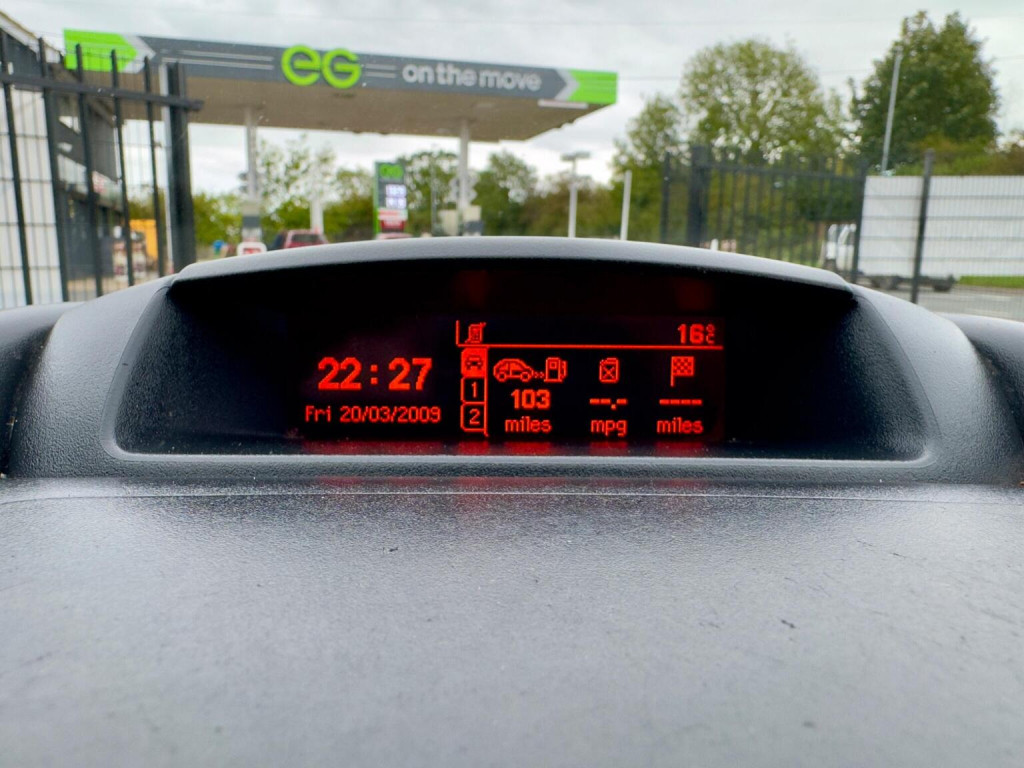 eG on the move
16°C
22:27
Fri 20/03/2009
1
2
103 --.- ----
miles mpg miles